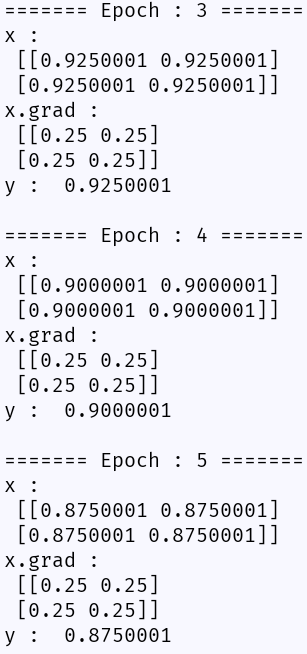 ======= Epoch : 3 =======
x :
 [[0.9250001 0.9250001]
 [0.9250001 0.9250001]]
x.grad :
 [[0.25 0.25]
 [0.25 0.25]]
y :  0.9250001

======= Epoch : 4 =======
x :
 [[0.9000001 0.9000001]
 [0.9000001 0.9000001]]
x.grad :
 [[0.25 0.25]
 [0.25 0.25]]
y :  0.9000001

======= Epoch : 5 =======
x :
 [[0.8750001 0.8750001]
 [0.8750001 0.8750001]]
x.grad :
 [[0.25 0.25]
 [0.25 0.25]]
y :  0.8750001